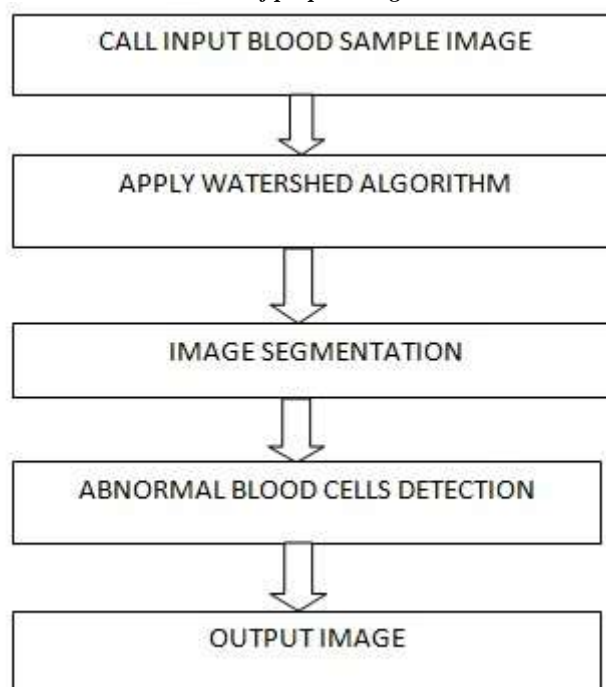 CALL INPUT BLOOD SAMPLE IMAGE
APPLY WATERSHED ALGORITHM
IMAGE SEGMENTATION
ABNORMAL BLOOD CELLS DETECTION
OUTPUT IMAGE